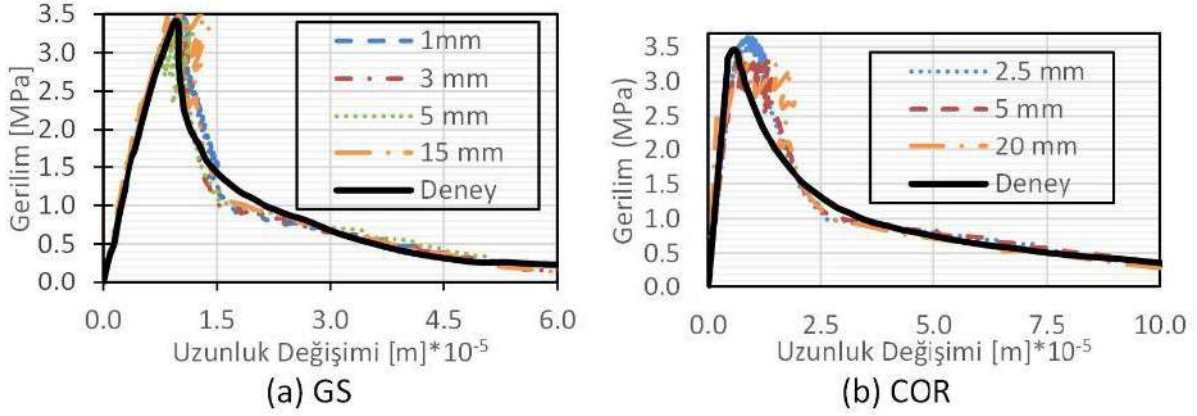 Gerilim [MPa]
3.5
3.0
2.5
2.0
1.5
1.0
0.5
0.0
1mm
3 mm
5 mm
15 mm
Deney
0.0 1.5 3.0 4.5 6.0
Uzunluk Değişimi [m]*10-5
(a) GS
Gerilim (MPa)
3.5
3.0
2.5
2.0
1.5
1.0
0.5
0.0
2.5 mm
5 mm
20 mm
Deney
0.0 2.5 5.0 7.5 10.0
Uzunluk Değişimi [m]*10-5
(b) COR